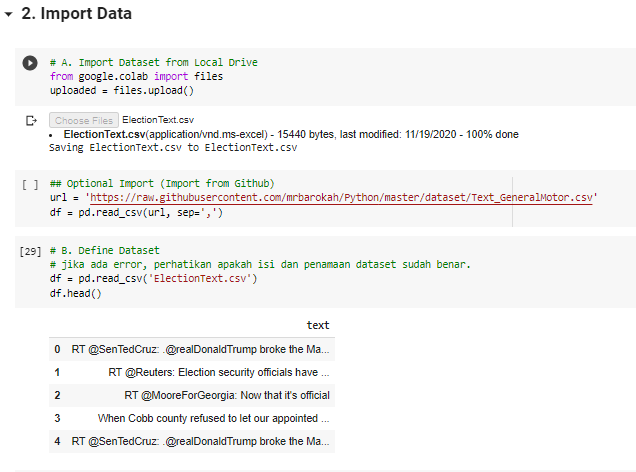 2. Import Data
# A. Import Dataset from Local Drive
from google.colab import files
uploaded = files.upload()
Choose Files ElectionText.csv
• ElectionText.csv(application/vnd.ms-excel) - 15440 bytes, last modified: 11/19/2020 - 100% done
Saving ElectionText.csv to ElectionText.csv
[ ] ## Optional Import (Import from Github)
url = 'https://raw.githubusercontent.com/mrbarokah/Python/master/dataset/Text_GeneralMotor.csv'
df = pd.read_csv(url, sep=',')
[29] # B. Define Dataset
# jika ada error, perhatikan apakah isi dan penamaan dataset sudah benar.
df = pd.read_csv('ElectionText.csv')
df.head()
text
0 RT @SenTedCruz: .@realDonaldTrump broke the Ma...
1 RT @Reuters: Election security officials have ...
2 RT @MooreForGeorgia: Now that it's official
3 When Cobb county refused to let our appointed ...
4 RT @SenTedCruz: .@realDonaldTrump broke the Ma...